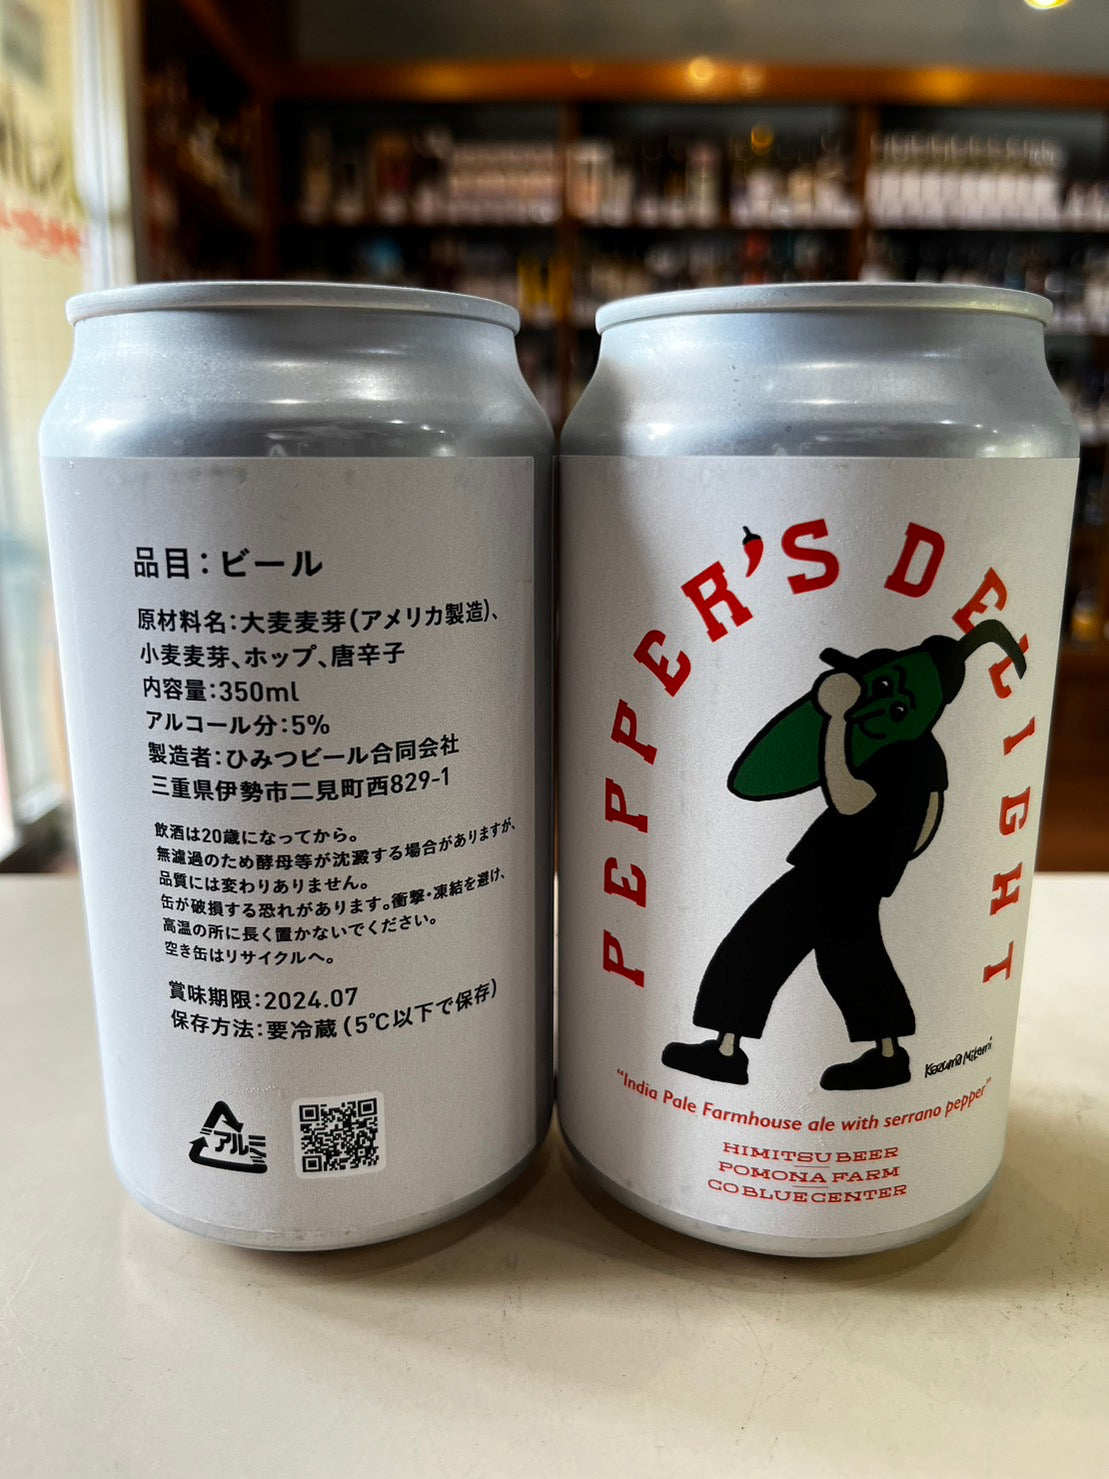 品目：ビール
原材料名：大麦麦芽（アメリカ製造）、
小麦麦芽、ホップ、唐辛子
内容量：350ml
アルコール分：5%
製造者：ひみつビール合同会社
三重県伊勢市二見町西829-1
飲酒は20歳になってから。
無濾過のため酵母等が沈澱する場合がありますが、
品質には変わりありません。
缶が破損する恐れがあります。衝撃・凍結を避け、
高温の所に長く置かないでください。
空き缶はリサイクルへ。
賞味期限：2024.07
保存方法：要冷蔵（5℃以下で保存）
アルミ
PEPPER'S DELIGHT
Kazuma Mikami
"India Pale Farmhouse ale with serrano pepper"
HIMITSU BEER
POMONA FARM
CO BLUE CENTER